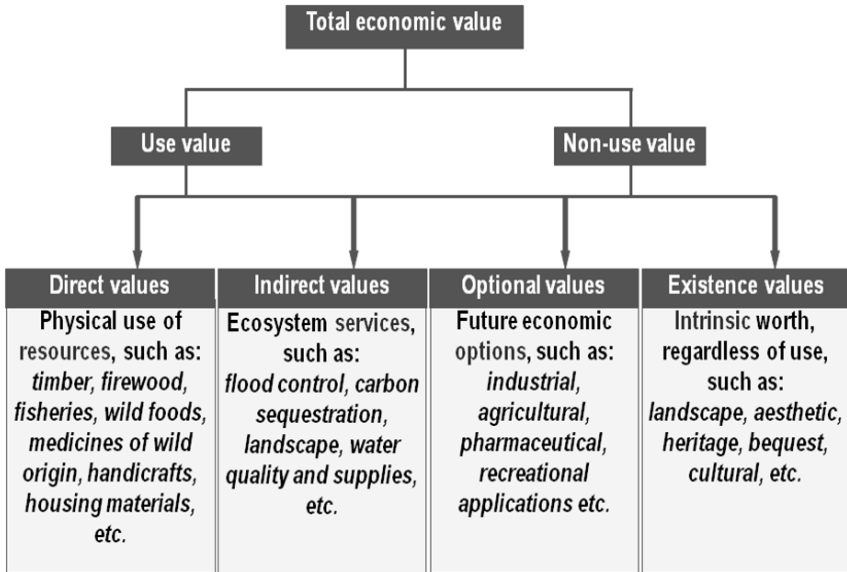 Total economic value
Use value
Non-use value
Direct values
Physical use of
resources, such as:
timber, firewood,
fisheries, wild foods,
medicines of wild
origin, handicrafts,
housing materials,
etc.
Indirect values
Ecosystem services,
such as:
flood control, carbon
sequestration,
landscape, water
quality and supplies,
etc.
Optional values
Future economic
options, such as:
industrial,
agricultural,
pharmaceutical,
recreational
applications etc.
Existence values
Intrinsic worth,
regardless of use,
such as:
landscape, aesthetic,
heritage, bequest,
cultural, etc.